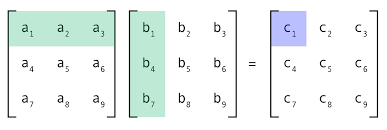 a₁ a₂ a₃ b₁ b₂ b₃ c₁ c₂ c₃
a₄ a₅ a₆ b₄ b₅ b₆ = c₄ c₅ c₆
a₇ a₈ a₉ b₇ b₈ b₉ c₇ c₈ c₉